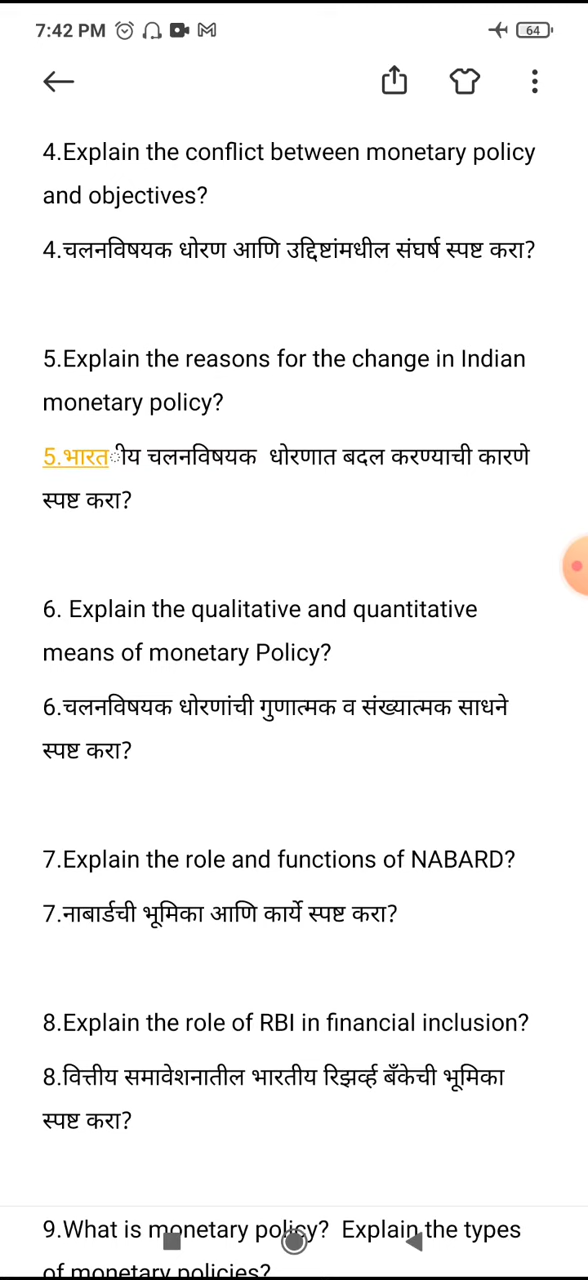 7:42 PM
64
4.Explain the conflict between monetary policy
and objectives?
4.चलनविषयक धोरण आणि उद्दिष्टांमधील संघर्ष स्पष्ट करा?
5.Explain the reasons for the change in Indian
monetary policy?
5.भारतीय चलनविषयक धोरणात बदल करण्याची कारणे
स्पष्ट करा?
6. Explain the qualitative and quantitative
means of monetary Policy?
6.चलनविषयक धोरणांची गुणात्मक व संख्यात्मक साधने
स्पष्ट करा?
7.Explain the role and functions of NABARD?
7.नाबार्डची भूमिका आणि कार्ये स्पष्ट करा?
8.Explain the role of RBI in financial inclusion?
8.वित्तीय समावेशनातील भारतीय रिझर्व्ह बँकेची भूमिका
स्पष्ट करा?
9.What is monetary policy? Explain the types
of monetary policies?